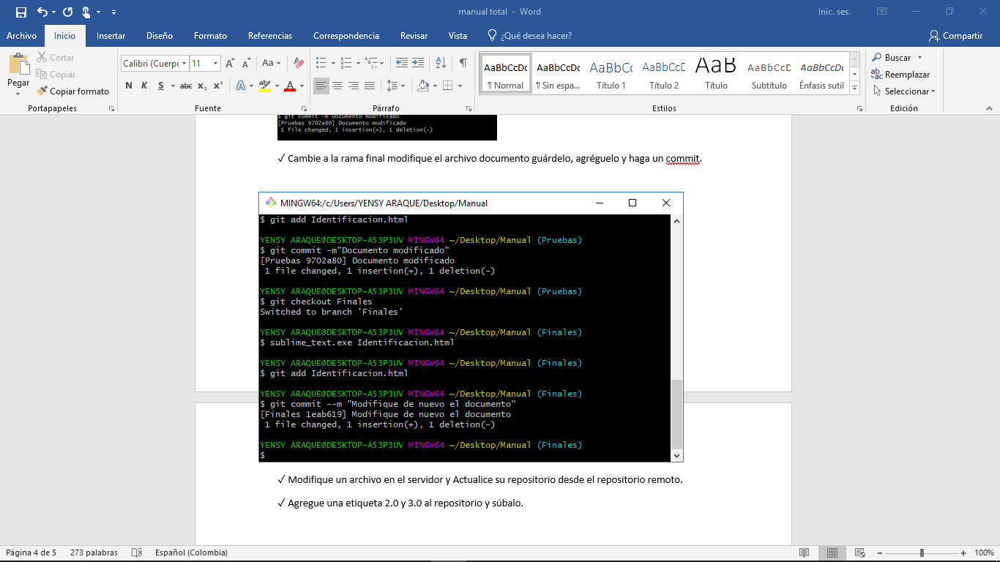 manual total - Word
Inic. ses.
Archivo Inicio Insertar Diseño Formato Referencias Correspondencia Revisar Vista ¿Qué desea hacer? Compartir
Pegar
Cortar
Copiar
Copiar formato
Portapapeles
Calibri (Cuerpo 11
Aa
N K S abc x₂ x²
A ab A
Fuente
Párrafo
AaBbCcDc AaBbCcDc AaBbCc AaBbCcD AaB AaBbCcD AaBbCcDc
¶ Normal ¶ Sin espa... Título 1 Título 2 Título Subtítulo Énfasis sutil
Estilos
Buscar
Reemplazar
Seleccionar
Edición
$ git commit -m"Documento modificado"
[Pruebas 9702a80] Documento modificado
1 file changed, 1 insertion(+), 1 deletion(-)
✓ Cambie a la rama final modifique el archivo documento guárdelo, agréguelo y haga un commit.
MINGW64:/c/Users/YENSY ARAQUE/Desktop/Manual
$ git add Identificacion.html
YENSY ARAQUE@DESKTOP-A53P3UV MINGW64 ~/Desktop/Manual (Pruebas)
$ git commit -m"Documento modificado"
[Pruebas 9702a80] Documento modificado
1 file changed, 1 insertion(+), 1 deletion(-)
YENSY ARAQUE@DESKTOP-A53P3UV MINGW64 ~/Desktop/Manual (Pruebas)
$ git checkout Finales
Switched to branch 'Finales'
YENSY ARAQUE@DESKTOP-A53P3UV MINGW64 ~/Desktop/Manual (Finales)
$ sublime_text.exe Identificacion.html
YENSY ARAQUE@DESKTOP-A53P3UV MINGW64 ~/Desktop/Manual (Finales)
$ git add Identificacion.html
YENSY ARAQUE@DESKTOP-A53P3UV MINGW64 ~/Desktop/Manual (Finales)
$ git commit --m "Modifique de nuevo el documento"
[Finales 1eab619] Modifique de nuevo el documento
1 file changed, 1 insertion(+), 1 deletion(-)
YENSY ARAQUE@DESKTOP-A53P3UV MINGW64 ~/Desktop/Manual (Finales)
$
✓ Modifique un archivo en el servidor y Actualice su repositorio desde el repositorio remoto.
✓ Agregue una etiqueta 2.0 y 3.0 al repositorio y súbalo.
Página 4 de 5 273 palabras Español (Colombia) 100%